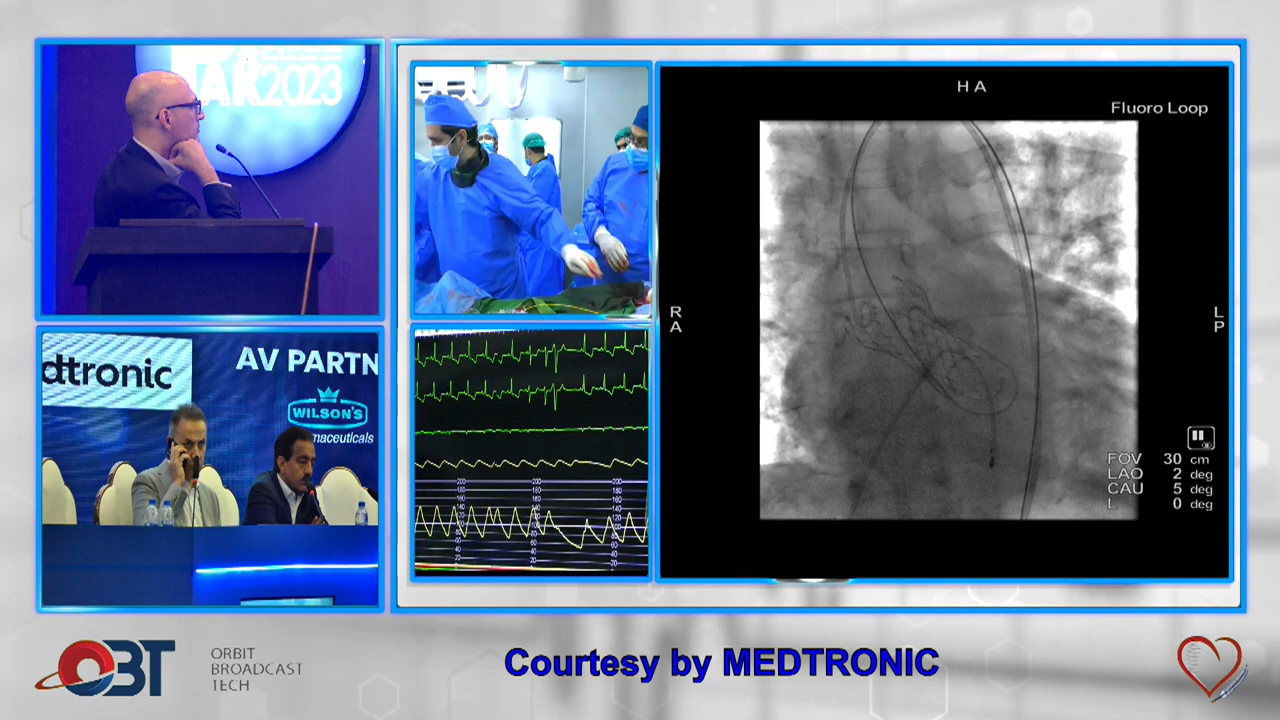 AK2023
dtronic
AV PARTN
WILSON'S
maceuticals
H A
Fluoro Loop
R
A
L
P
FOV 30 cm
LAO 2 deg
CAU 5 deg
L 0 deg
OBT
ORBIT
BROADCAST
TECH
Courtesy by MEDTRONIC